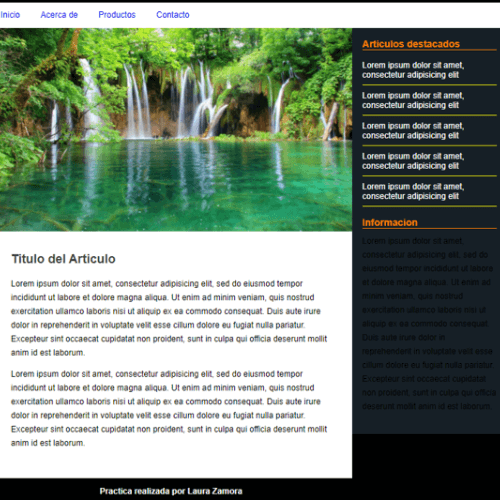 Inicio Acerca de Productos Contacto
Titulo del Articulo
Lorem ipsum dolor sit amet, consectetur adipisicing elit, sed do eiusmod tempor
incididunt ut labore et dolore magna aliqua. Ut enim ad minim veniam, quis nostrud
exercitation ullamco laboris nisi ut aliquip ex ea commodo consequat. Duis aute irure
dolor in reprehenderit in voluptate velit esse cillum dolore eu fugiat nulla pariatur.
Excepteur sint occaecat cupidatat non proident, sunt in culpa qui officia deserunt mollit
anim id est laborum.
Lorem ipsum dolor sit amet, consectetur adipisicing elit, sed do eiusmod tempor
incididunt ut labore et dolore magna aliqua. Ut enim ad minim veniam, quis nostrud
exercitation ullamco laboris nisi ut aliquip ex ea commodo consequat. Duis aute irure
dolor in reprehenderit in voluptate velit esse cillum dolore eu fugiat nulla pariatur.
Excepteur sint occaecat cupidatat non proident, sunt in culpa qui officia deserunt mollit
anim id est laborum.
Articulos destacados
Lorem ipsum dolor sit amet,
consectetur adipisicing elit
Lorem ipsum dolor sit amet,
consectetur adipisicing elit
Lorem ipsum dolor sit amet,
consectetur adipisicing elit
Lorem ipsum dolor sit amet,
consectetur adipisicing elit
Lorem ipsum dolor sit amet,
consectetur adipisicing elit
Informacion
Lorem ipsum dolor sit amet,
consectetur adipisicing elit, sed do
eiusmod tempor incididunt ut labore
et dolore magna aliqua. Ut enim ad
minim veniam, quis nostrud
exercitation ullamco laboris nisi ut
aliquip ex ea commodo consequat.
Duis aute irure dolor in
reprehenderit in voluptate velit esse
cillum dolore eu fugiat nulla pariatur.
Excepteur sint occaecat cupidatat
non proident, sunt in culpa qui officia
deserunt mollit anim id est laborum.
Practica realizada por Laura Zamora